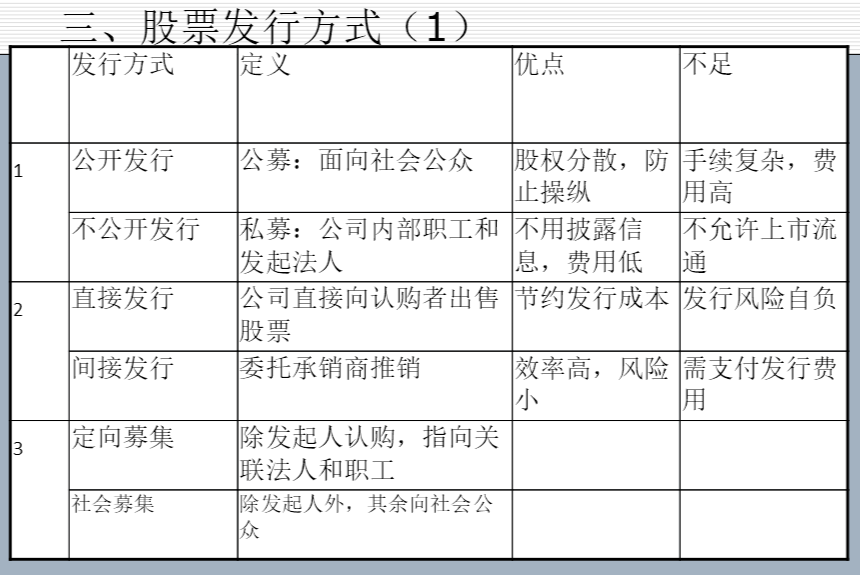 三、股票发行方式（1）
发行方式 定义 优点 不足
1 公开发行 公募：面向社会公众 股权分散，防 手续复杂，费
止操纵 用高
不公开发行 私募：公司内部职工和 不用披露信 不允许上市流
发起法人 息，费用低 通
2 直接发行 公司直接向认购者出售 节约发行成本 发行风险自负
股票
间接发行 委托承销商推销 效率高，风险 需支付发行费
小 用
3 定向募集 除发起人认购，指向关
联法人和职工
社会募集 除发起人外，其余向社会公
众